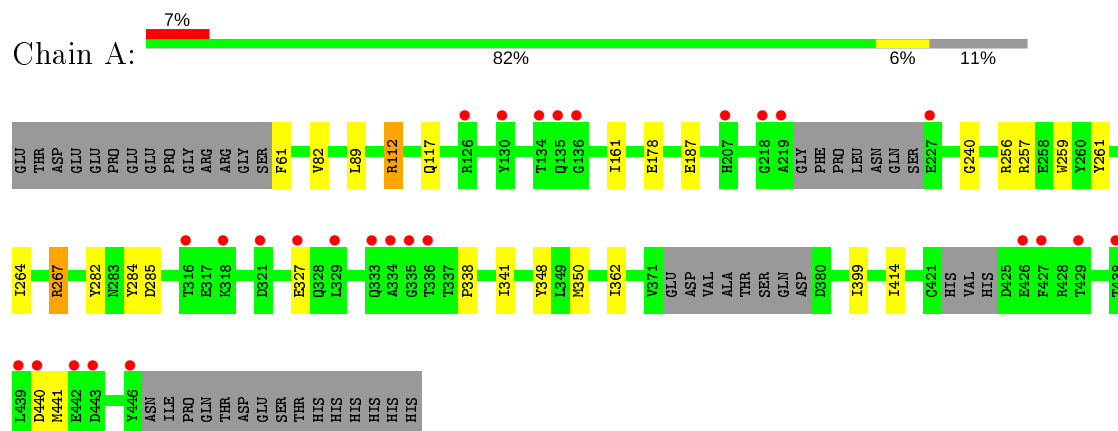 7%
Chain A:
82% 6% 11%
GLU THR ASP GLU GLU PRO GLU GLU PRO GLY ARG ARG GLY SER F61 V82 L89 R112 Q117 R126 Y130 T134 Q135 G136 I161 E178 E187 H207 G218 A219 GLY PHE PRO LEU ASN GLN SER E227 G240 R256 R257 E258 W259 Y260 Y261
I264 R267 Y282 N283 Y284 D285 T316 E317 K318 D321 E327 Q328 L329 Q333 A334 G335 T336 T337 P338 I341 Y348 L349 M350 I362 V371 GLU ASP VAL ALA THR SER GLN ASP D380 I399 I414 C421 HIS VAL HIS D425 E426 F427 R428 T429 T438
L439 D440 M441 E442 D443 Y446 ASN ILE PRO GLN THR ASP GLU SER THR HIS HIS HIS HIS HIS HIS